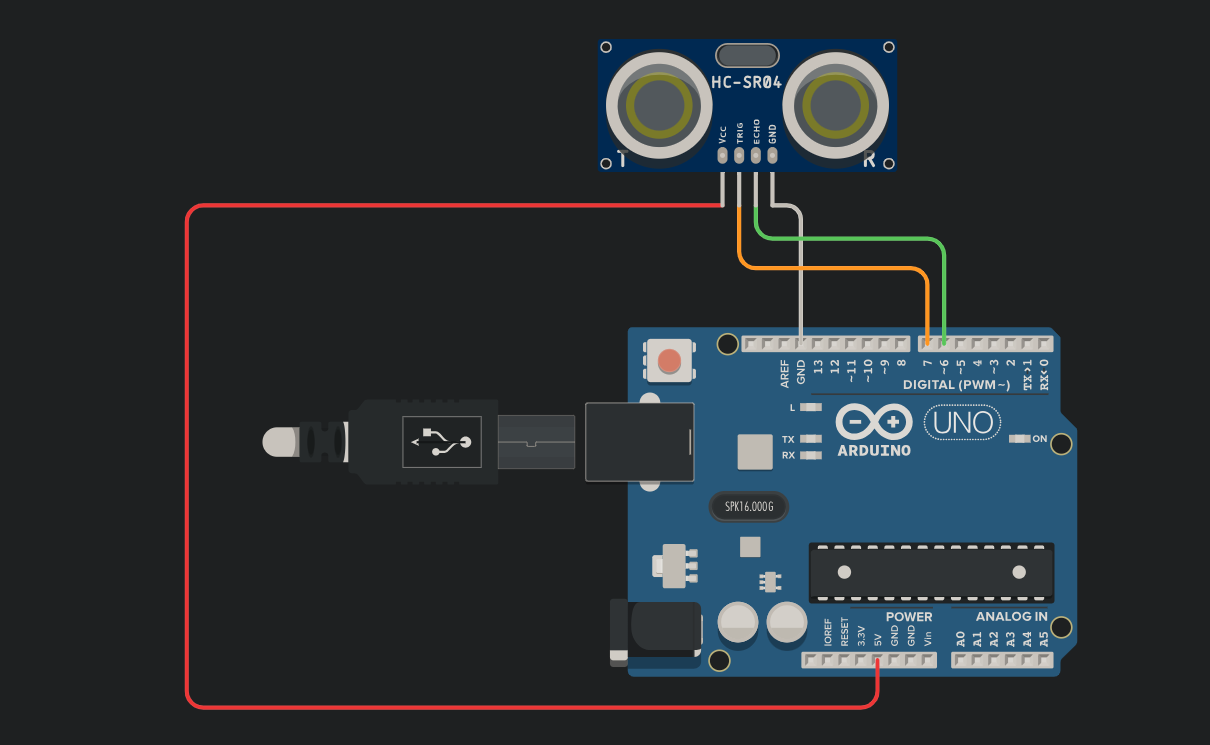 HC-SR04
VCC TRIG ECHO GND
T R
AREF GND 13 12 ~11 ~10 ~9 8 7 ~6 ~5 4 ~3 2 TX>1 RX<0
DIGITAL (PWM~)
L
TX
RX
UNO
ARDUINO
ON
SPK16.000G
POWER ANALOG IN
IOREF RESET 3.3V 5V GND GND Vin A0 A1 A2 A3 A4 A5